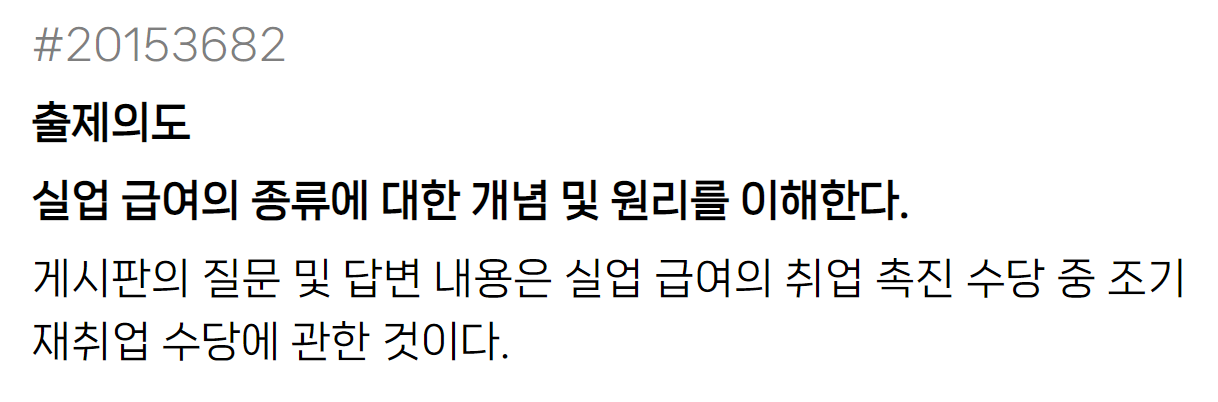 #20153682
출제의도
실업 급여의 종류에 대한 개념 및 원리를 이해한다.
게시판의 질문 및 답변 내용은 실업 급여의 취업 촉진 수당 중 조기
재취업 수당에 관한 것이다.